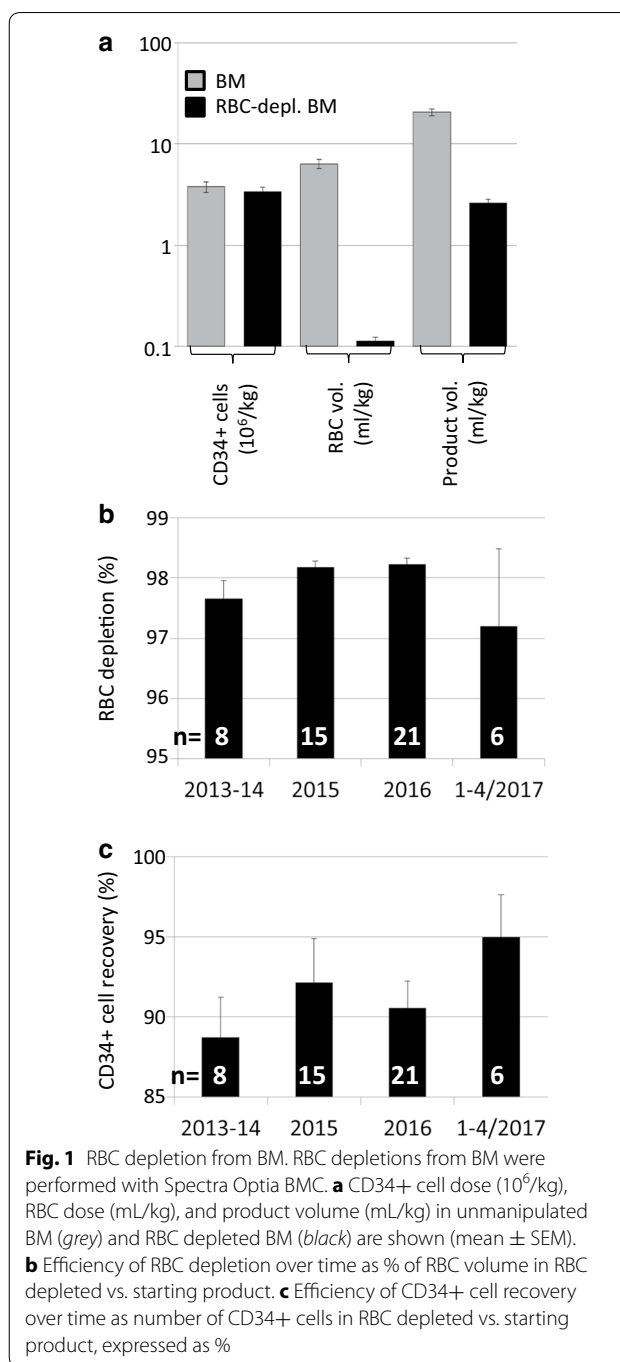 a
100
BM
RBC-depl. BM
10
1
0.1
CD34+ cells
(10⁶/kg)
RBC vol.
(ml/kg)
Product vol.
(ml/kg)
b
99
98
97
96
95
RBC depletion (%)
n= 8 15 21 6
2013-14 2015 2016 1-4/2017
c
100
95
90
85
CD34+ cell recovery (%)
n= 8 15 21 6
2013-14 2015 2016 1-4/2017
Fig. 1 RBC depletion from BM. RBC depletions from BM were
performed with Spectra Optia BMC. a CD34+ cell dose (10⁶/kg),
RBC dose (mL/kg), and product volume (mL/kg) in unmanipulated
BM (grey) and RBC depleted BM (black) are shown (mean ± SEM).
b Efficiency of RBC depletion over time as % of RBC volume in RBC
depleted vs. starting product. c Efficiency of CD34+ cell recovery
over time as number of CD34+ cells in RBC depleted vs. starting
product, expressed as %